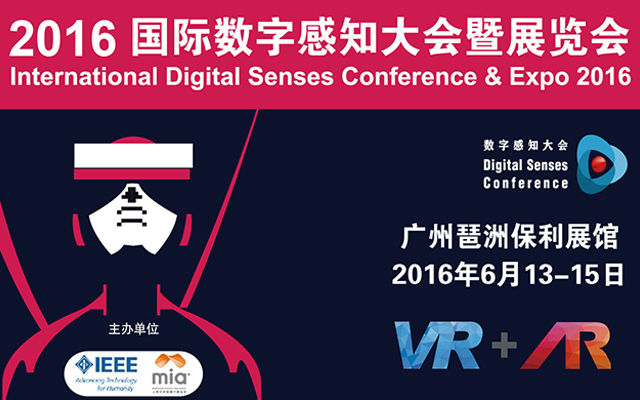 2016 国际数字感知大会暨展览会
International Digital Senses Conference & Expo 2016
数字感知大会
Digital Senses
Conference
广州琶洲保利展馆
2016年6月13-15日
VR + AR
主办单位
IEEE
Advancing Technology
for Humanity
mia